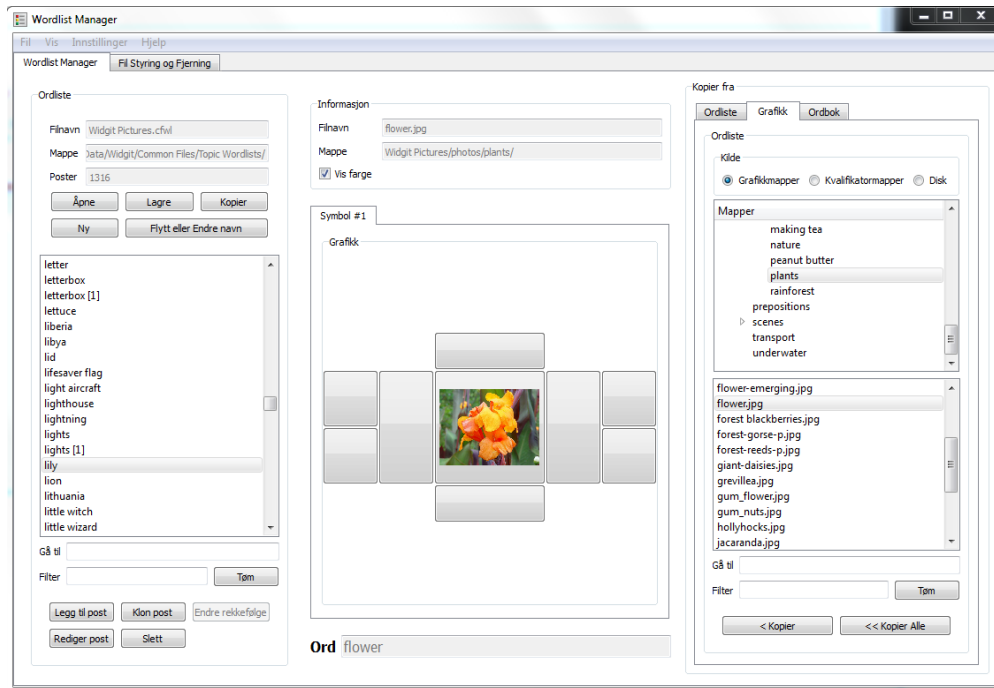 Wordlist Manager
Fil Vis Innstillinger Hjelp
Wordlist Manager Fil Styring og Fjerning
Ordliste
Filnavn Widgit Pictures.cfwl
Mappe Data/Widgit/Common Files/Topic Wordlists/
Poster 1316
Åpne Lagre Kopier
Ny Flytt eller Endre navn
letter
letterbox
letterbox [1]
lettuce
liberia
libya
lid
lifesaver flag
light aircraft
lighthouse
lightning
lights
lights [1]
lily
lion
lithuania
little witch
little wizard
Gå til
Filter Tøm
Legg til post Klon post Endre rekkefølge
Rediger post Slett
Informasjon
Filnavn flower.jpg
Mappe Widgit Pictures/photos/plants/
Vis farge
Symbol #1
Grafikk
Ord flower
Kopier fra
Ordliste Grafikk Ordbok
Ordliste
Kilde
Grafikkmapper Kvalifikatormapper Disk
Mapper
making tea
nature
peanut butter
plants
rainforest
prepositions
scenes
transport
underwater
flower-emerging.jpg
flower.jpg
forest blackberries.jpg
forest-gorse-p.jpg
forest-reeds-p.jpg
giant-daisies.jpg
grevillea.jpg
gum_flower.jpg
gum_nuts.jpg
hollyhocks.jpg
jacaranda.jpg
Gå til
Filter Tøm
< Kopier << Kopier Alle